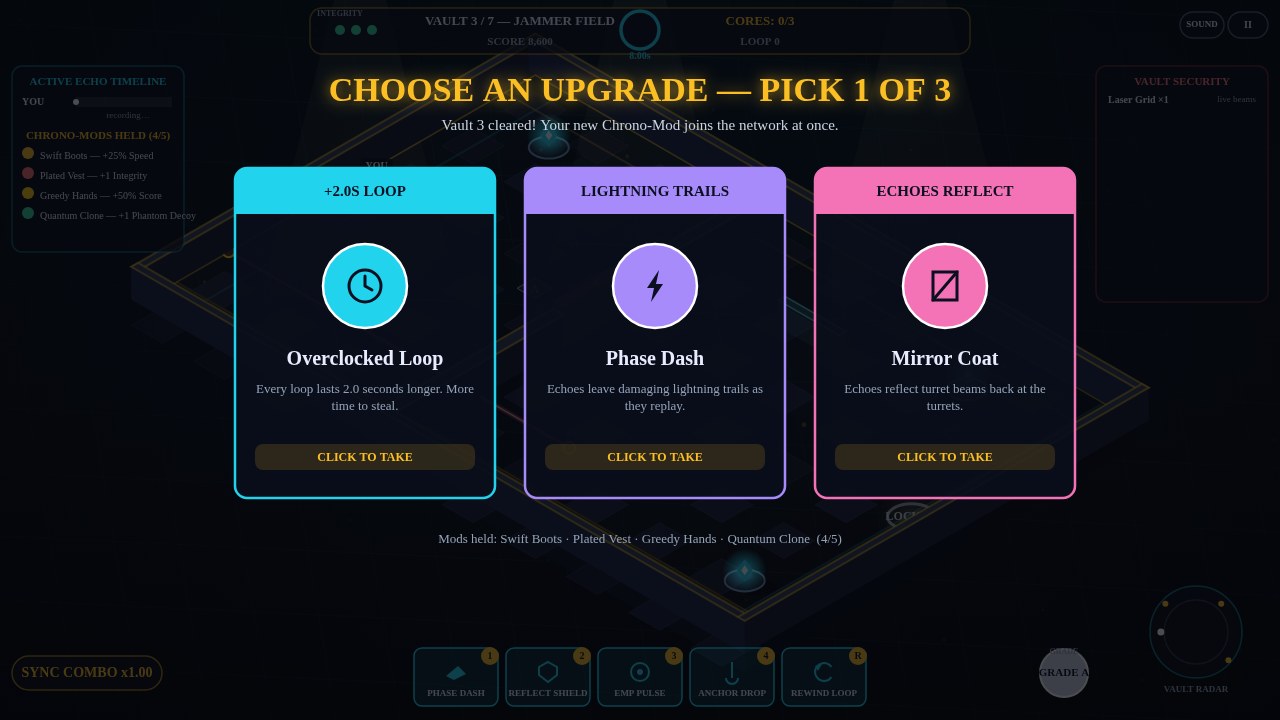 INTEGRITY
VAULT 3 / 7 — JAMMER FIELD
SCORE 8,600
8.00s
CORES: 0/3
LOOP 0
SOUND
II
ACTIVE ECHO TIMELINE
YOU
recording...
CHRONO-MODS HELD (4/5)
Swift Boots — +25% Speed
Plated Vest — +1 Integrity
Greedy Hands — +50% Score
Quantum Clone — +1 Phantom Decoy
VAULT SECURITY
Laser Grid ×1 live beams
CHOOSE AN UPGRADE — PICK 1 OF 3
Vault 3 cleared! Your new Chrono-Mod joins the network at once.
YOU
+2.0S LOOP
Overclocked Loop
Every loop lasts 2.0 seconds longer. More
time to steal.
CLICK TO TAKE
LIGHTNING TRAILS
Phase Dash
Echoes leave damaging lightning trails as
they replay.
CLICK TO TAKE
ECHOES REFLECT
Mirror Coat
Echoes reflect turret beams back at the
turrets.
CLICK TO TAKE
Mods held: Swift Boots · Plated Vest · Greedy Hands · Quantum Clone (4/5)
SYNC COMBO x1.00
1
PHASE DASH
2
REFLECT SHIELD
3
EMP PULSE
4
ANCHOR DROP
R
REWIND LOOP
GRADE A
VAULT RADAR